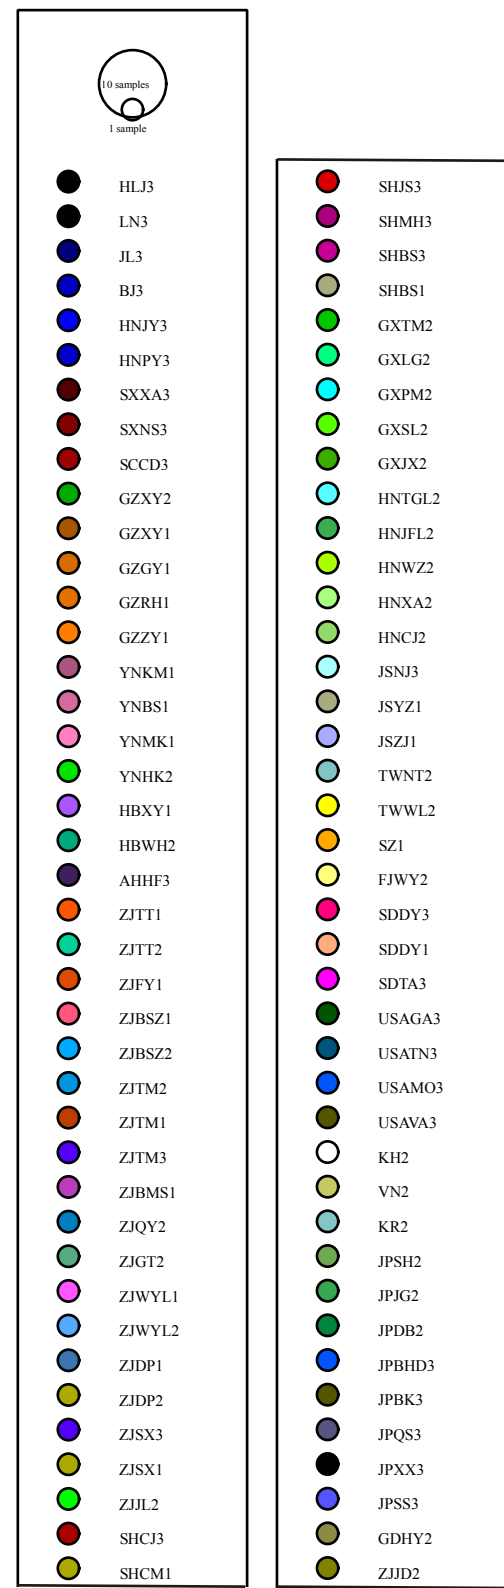 10 samples
1 sample
HLJ3
LN3
JL3
BJ3
HNJY3
HNPY3
SXXA3
SXNS3
SCCD3
GZXY2
GZXY1
GZGY1
GZRH1
GZZY1
YNKM1
YNBS1
YNMK1
YNHK2
HBXY1
HBWH2
AHHF3
ZJTT1
ZJTT2
ZJFY1
ZJBSZ1
ZJBSZ2
ZJTM2
ZJTM1
ZJTM3
ZJBMS1
ZJQY2
ZJGT2
ZJWYL1
ZJWYL2
ZJDP1
ZJDP2
ZJSX3
ZJSX1
ZJJL2
SHCJ3
SHCM1
SHJS3
SHMH3
SHBS3
SHBS1
GXTM2
GXLG2
GXPM2
GXSL2
GXJX2
HNTGL2
HNJFL2
HNWZ2
HNXA2
HNCJ2
JSNJ3
JSYZ1
JSZJ1
TWNT2
TWWL2
SZ1
FJWY2
SDDY3
SDDY1
SDTA3
USAGA3
USATN3
USAMO3
USAVA3
KH2
VN2
KR2
JPSH2
JPJG2
JPDB2
JPBHD3
JPBK3
JPQS3
JPXX3
JPSS3
GDHY2
ZJJD2